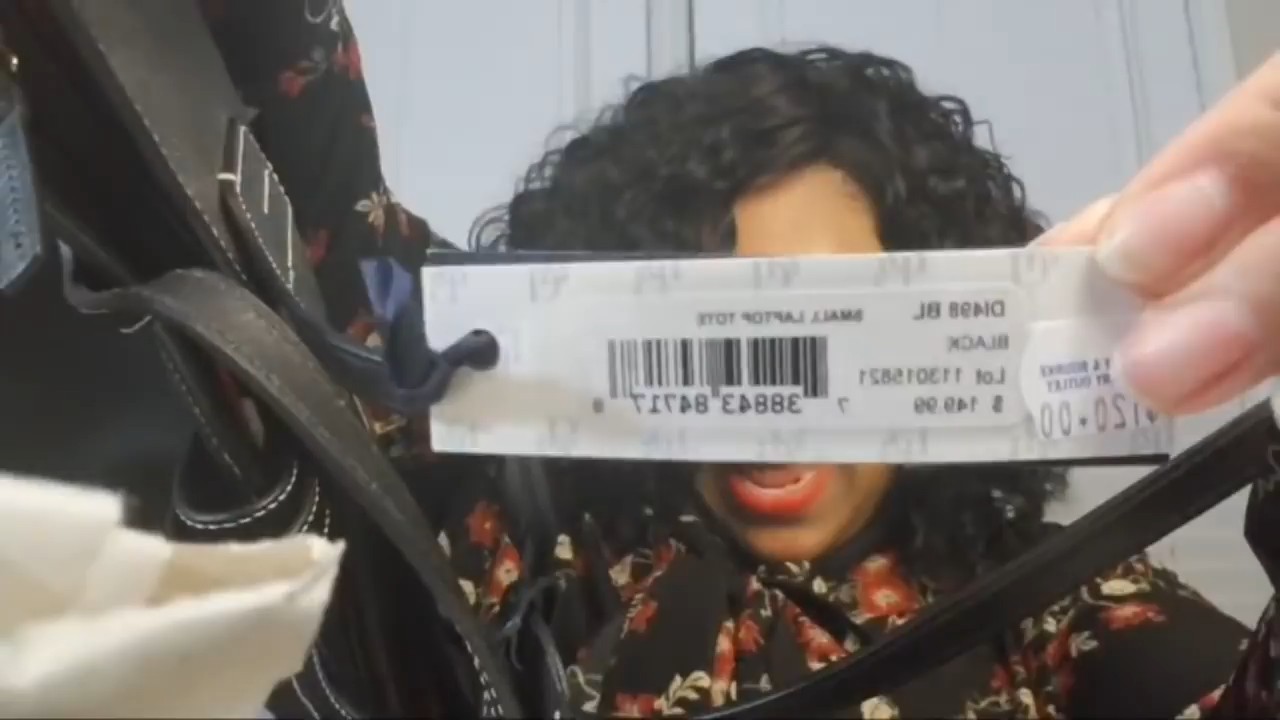 DI498 BL
SMALL LAPTOP TOTE
BLACK
Lot 113015821
$ 149.99
7 38843 84717 8
$120.00